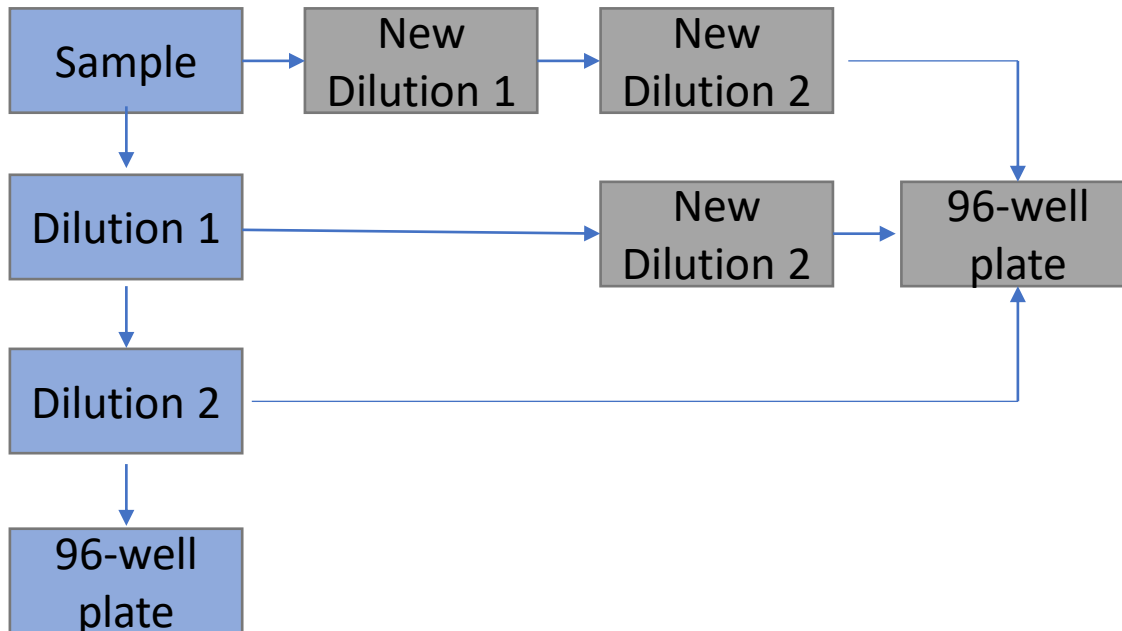 Sample
New
Dilution 1
New
Dilution 2
Dilution 1
New
Dilution 2
96-well
plate
Dilution 2
96-well
plate